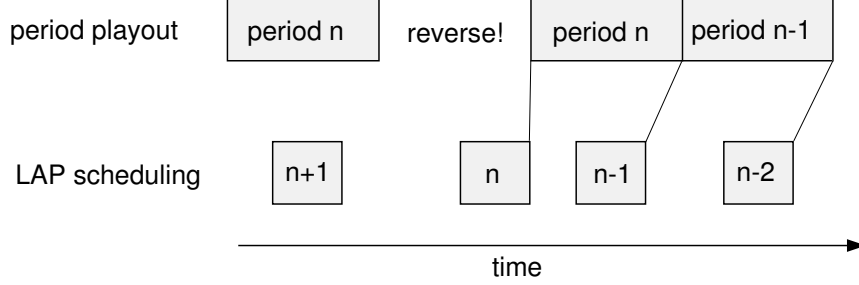 period playout period n reverse! period n period n-1
LAP scheduling n+1 n n-1 n-2
time